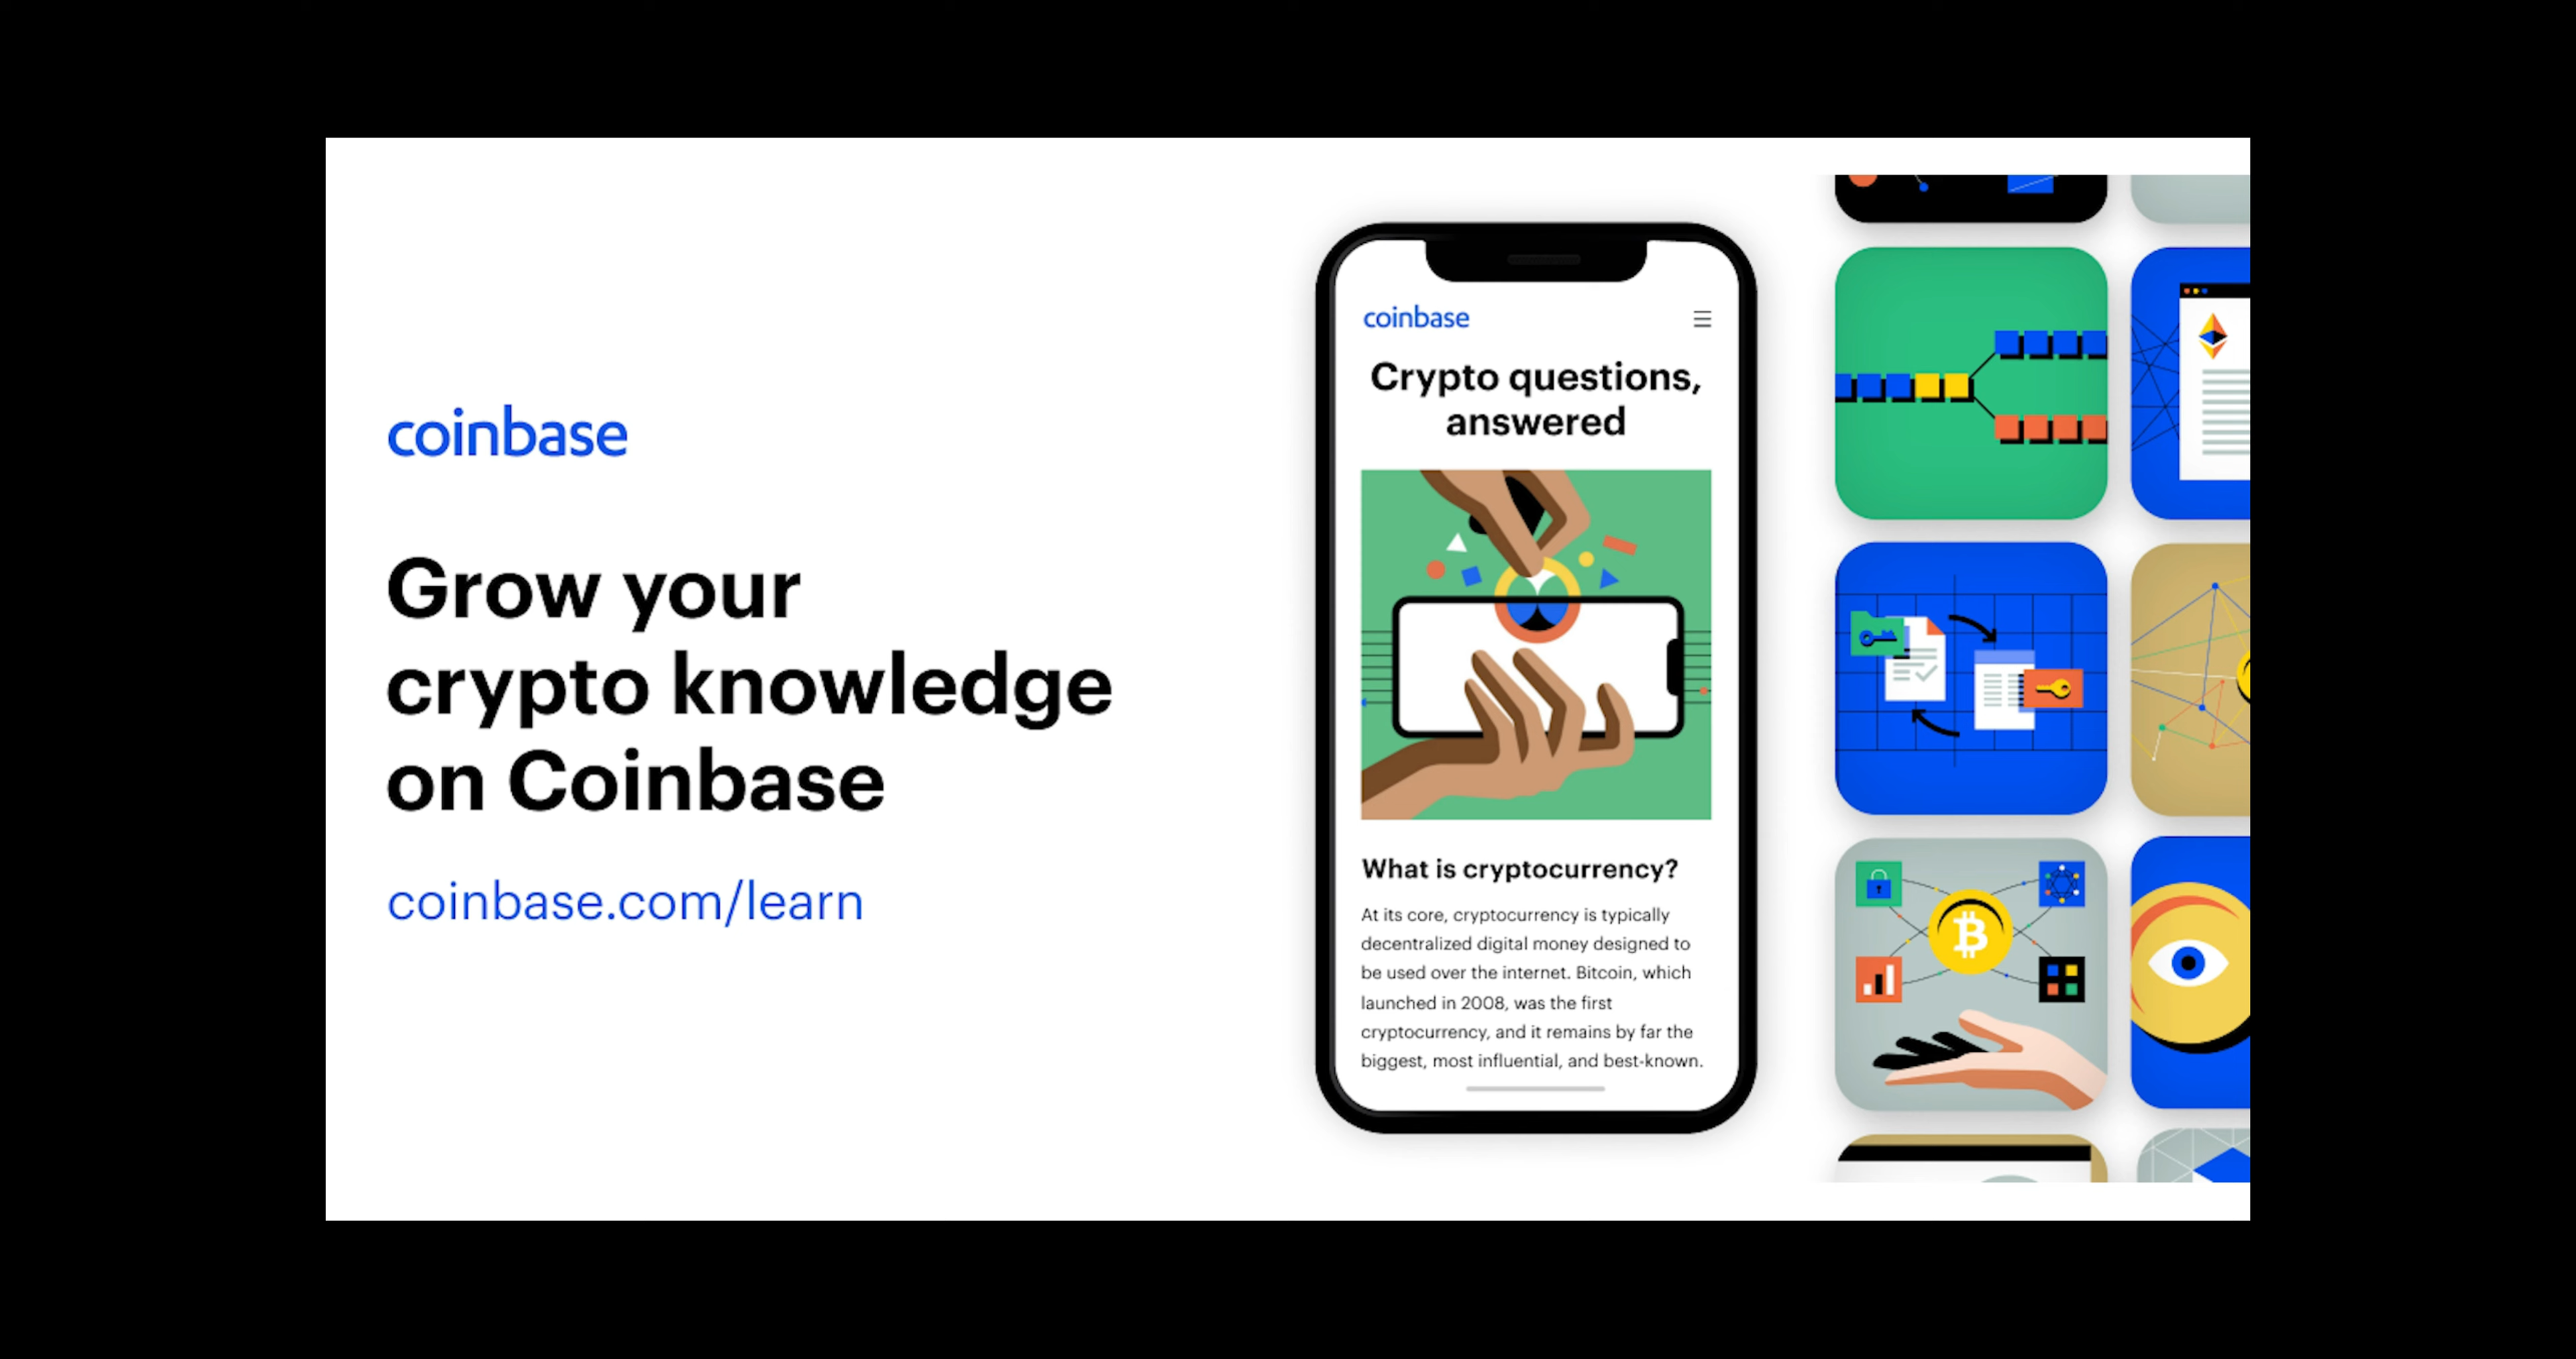 coinbase
Grow your
crypto knowledge
on Coinbase
coinbase.com/learn
coinbase
Crypto questions,
answered
What is cryptocurrency?
At its core, cryptocurrency is typically
decentralized digital money designed to
be used over the internet. Bitcoin, which
launched in 2008, was the first
cryptocurrency, and it remains by far the
biggest, most influential, and best-known.